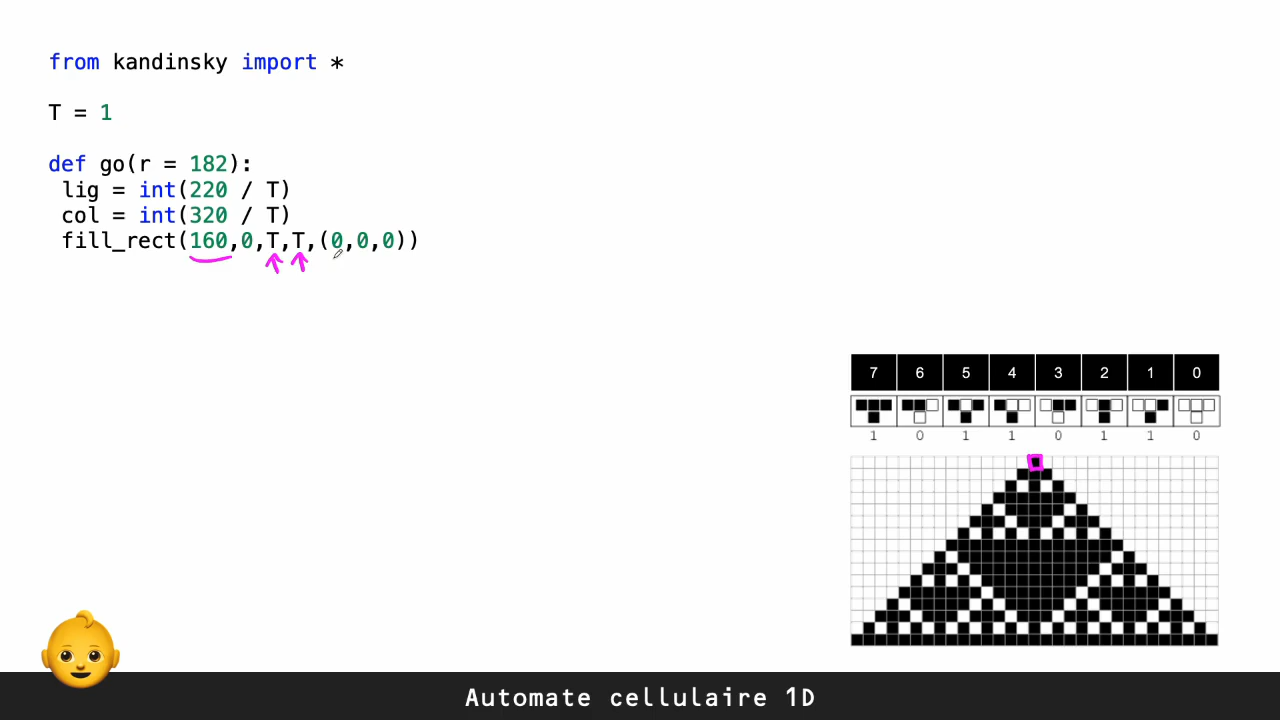 from kandinsky import *
T = 1
def go(r = 182):
lig = int(220 / T)
col = int(320 / T)
fill_rect(160,0,T,T,(0,0,0))
7 6 5 4 3 2 1 0
1 0 1 1 0 1 1 0
Automate cellulaire 1D